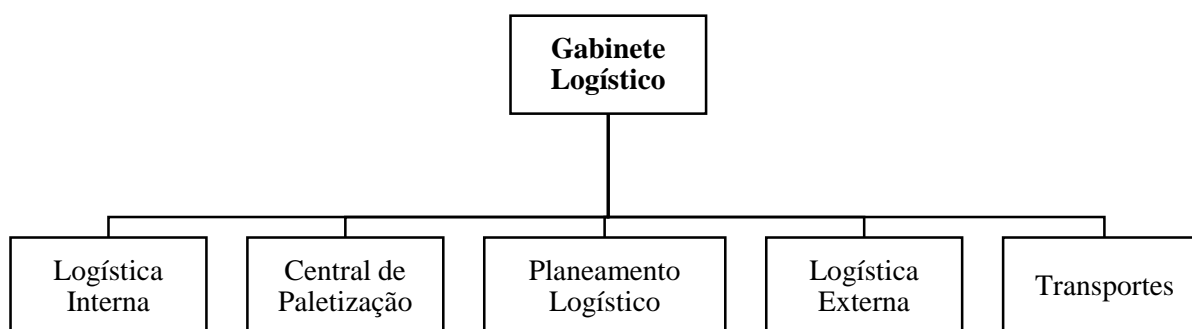 Gabinete
Logístico
Logística
Interna
Central de
Paletização
Planeamento
Logístico
Logística
Externa
Transportes